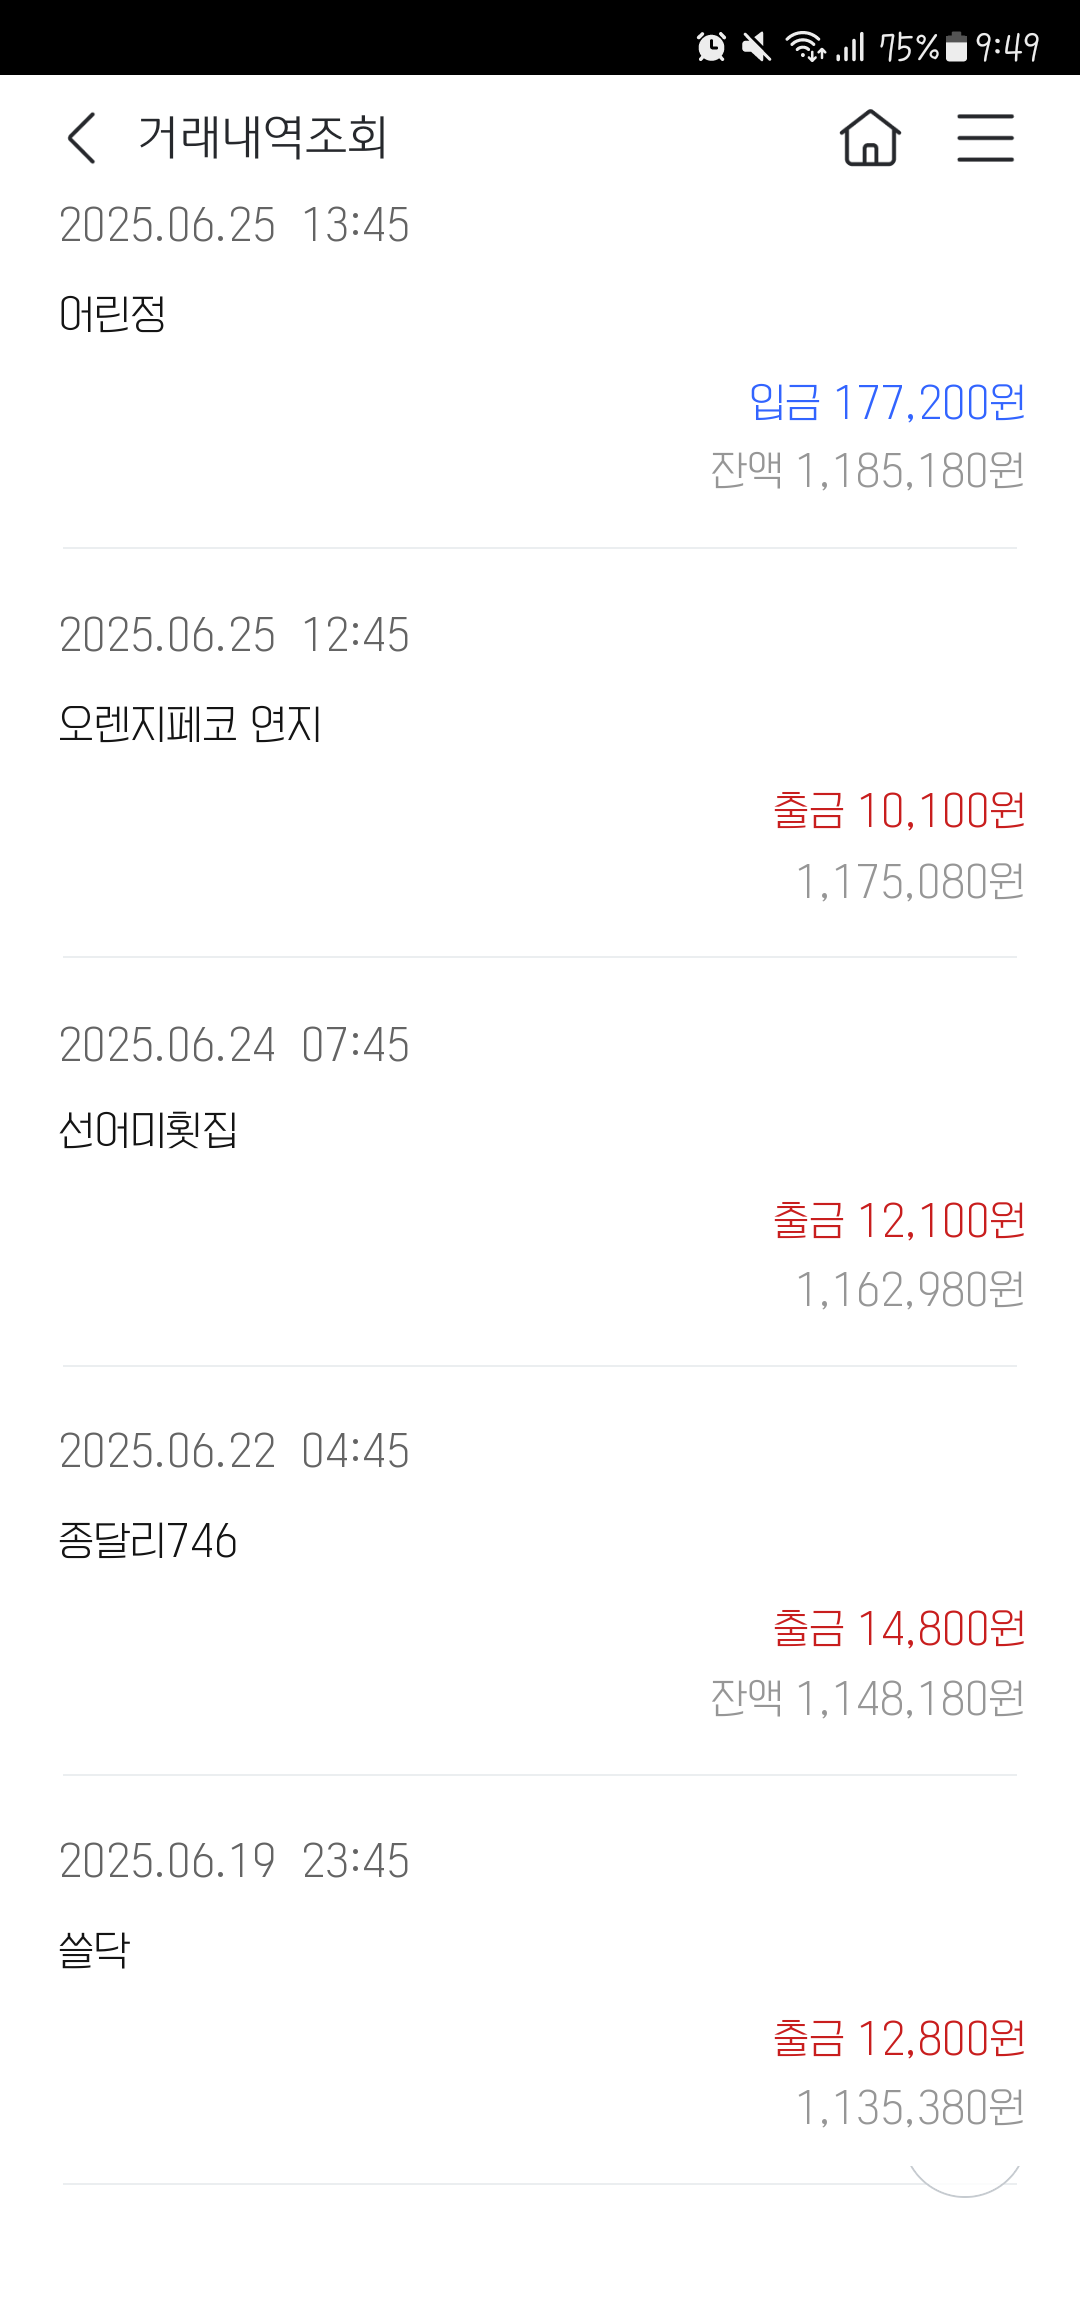 75% 9:49
거래내역조회
2025.06.25 13:45
어린정
입금 177,200원
잔액 1,185,180원
2025.06.25 12:45
오렌지페코 연지
출금 10,100원
1,175,080원
2025.06.24 07:45
선어미횟집
출금 12,100원
1,162,980원
2025.06.22 04:45
종달리746
출금 14,800원
잔액 1,148,180원
2025.06.19 23:45
쓸닥
출금 12,800원
1,135,380원